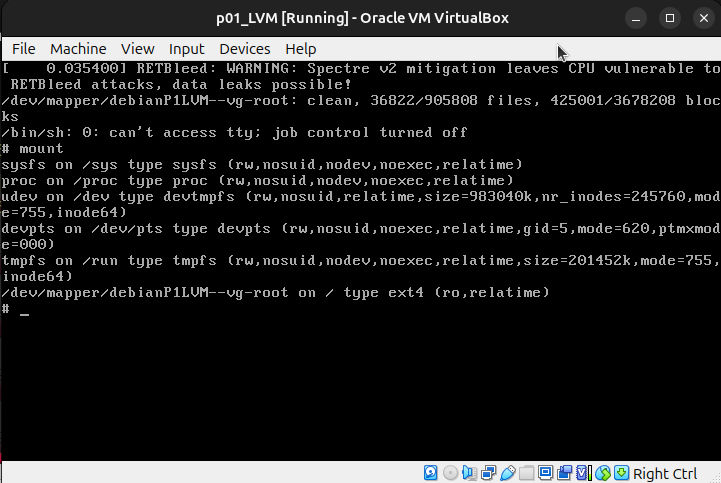 p01_LVM [Running] - Oracle VM VirtualBox
File Machine View Input Devices Help
[    0.035400] RETBleed: WARNING: Spectre v2 mitigation leaves CPU vulnerable to
 RETBleed attacks, data leaks possible!
/dev/mapper/debianP1LVM--vg-root: clean, 36822/905808 files, 425001/3678208 bloc
ks
/bin/sh: 0: can't access tty; job control turned off
# mount
sysfs on /sys type sysfs (rw,nosuid,nodev,noexec,relatime)
proc on /proc type proc (rw,nosuid,nodev,noexec,relatime)
udev on /dev type devtmpfs (rw,nosuid,relatime,size=983040k,nr_inodes=245760,mod
e=755,inode64)
devpts on /dev/pts type devpts (rw,nosuid,noexec,relatime,gid=5,mode=620,ptmxmod
e=000)
tmpfs on /run type tmpfs (rw,nosuid,nodev,noexec,relatime,size=201452k,mode=755,
inode64)
/dev/mapper/debianP1LVM--vg-root on / type ext4 (ro,relatime)
# _
Right Ctrl